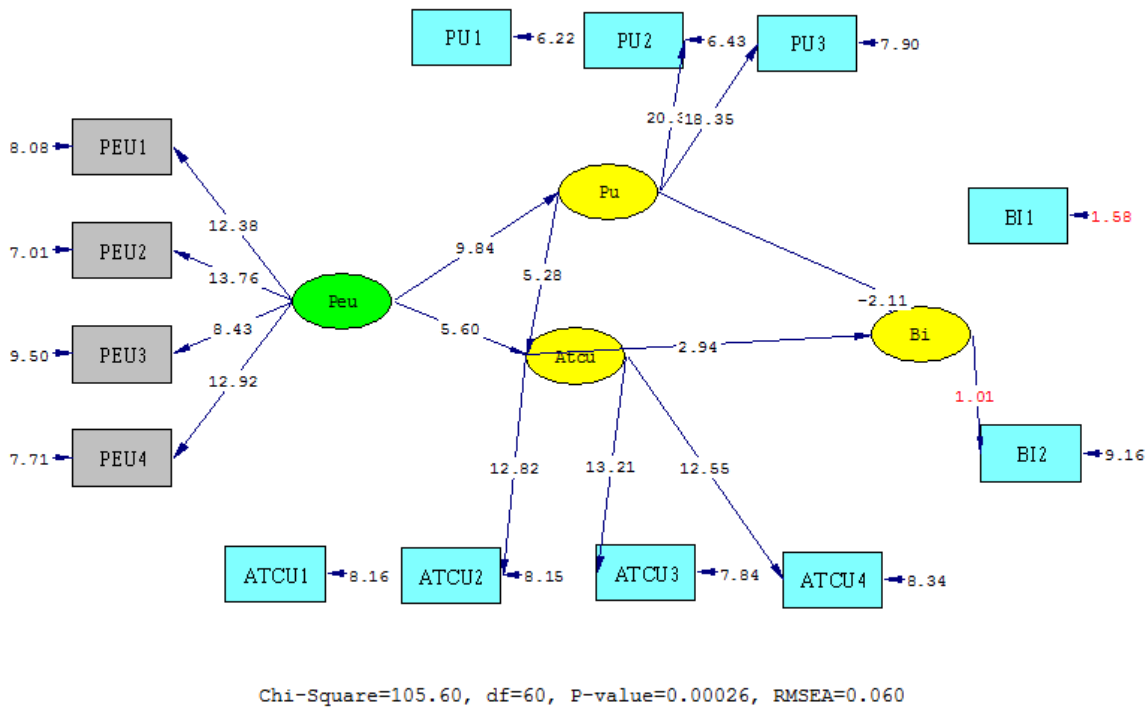 PU1
6.22
PU2
6.43
PU3
7.90
8.08
PEU1
20.3
18.35
12.38
Pu
BI1
1.58
7.01
PEU2
9.84
13.76
5.28
Peu
-2.11
5.60
8.43
Bi
9.50
PEU3
Atcu
2.94
12.92
1.01
7.71
PEU4
BI2
9.16
12.82
13.21
12.55
ATCU1
8.16
ATCU2
8.15
ATCU3
7.84
ATCU4
8.34
Chi-Square=105.60, df=60, P-value=0.00026, RMSEA=0.060